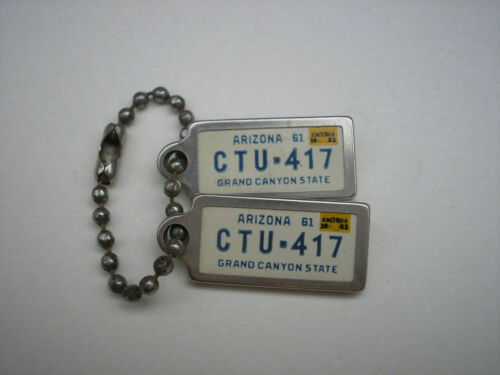 ARIZONA 61
CTU-417
GRAND CANYON STATE
ARIZONA 61
CTU-417
GRAND CANYON STATE